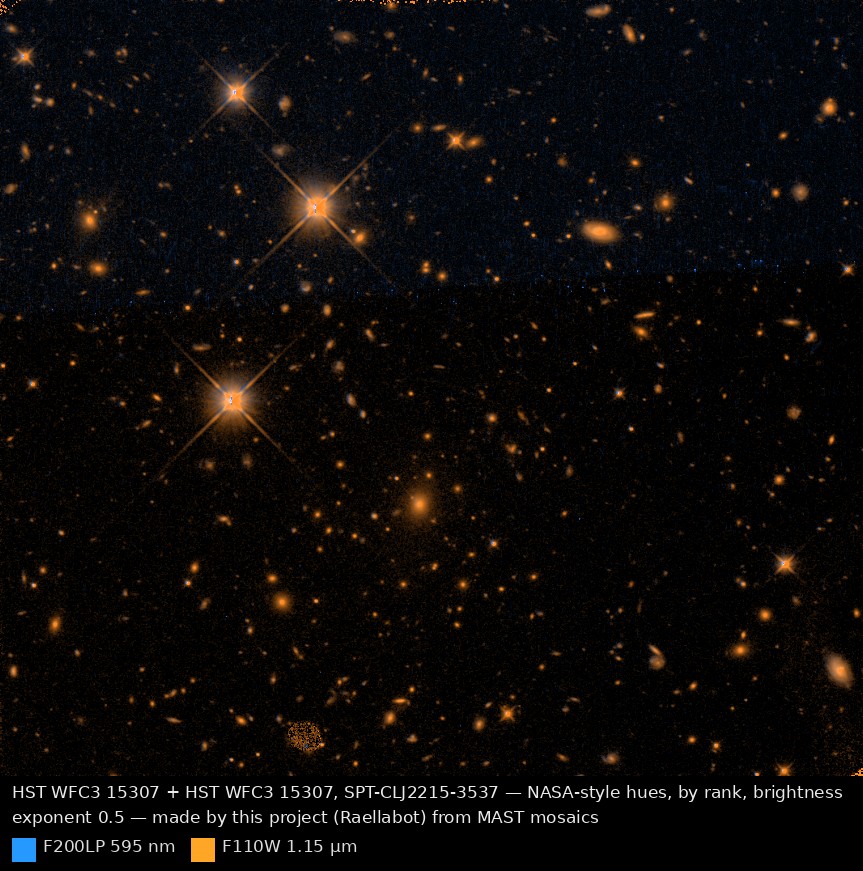 HST WFC3 15307 + HST WFC3 15307, SPT-CLJ2215-3537 — NASA-style hues, by rank, brightness
exponent 0.5 — made by this project (Raellabot) from MAST mosaics
F200LP 595 nm F110W 1.15 μm